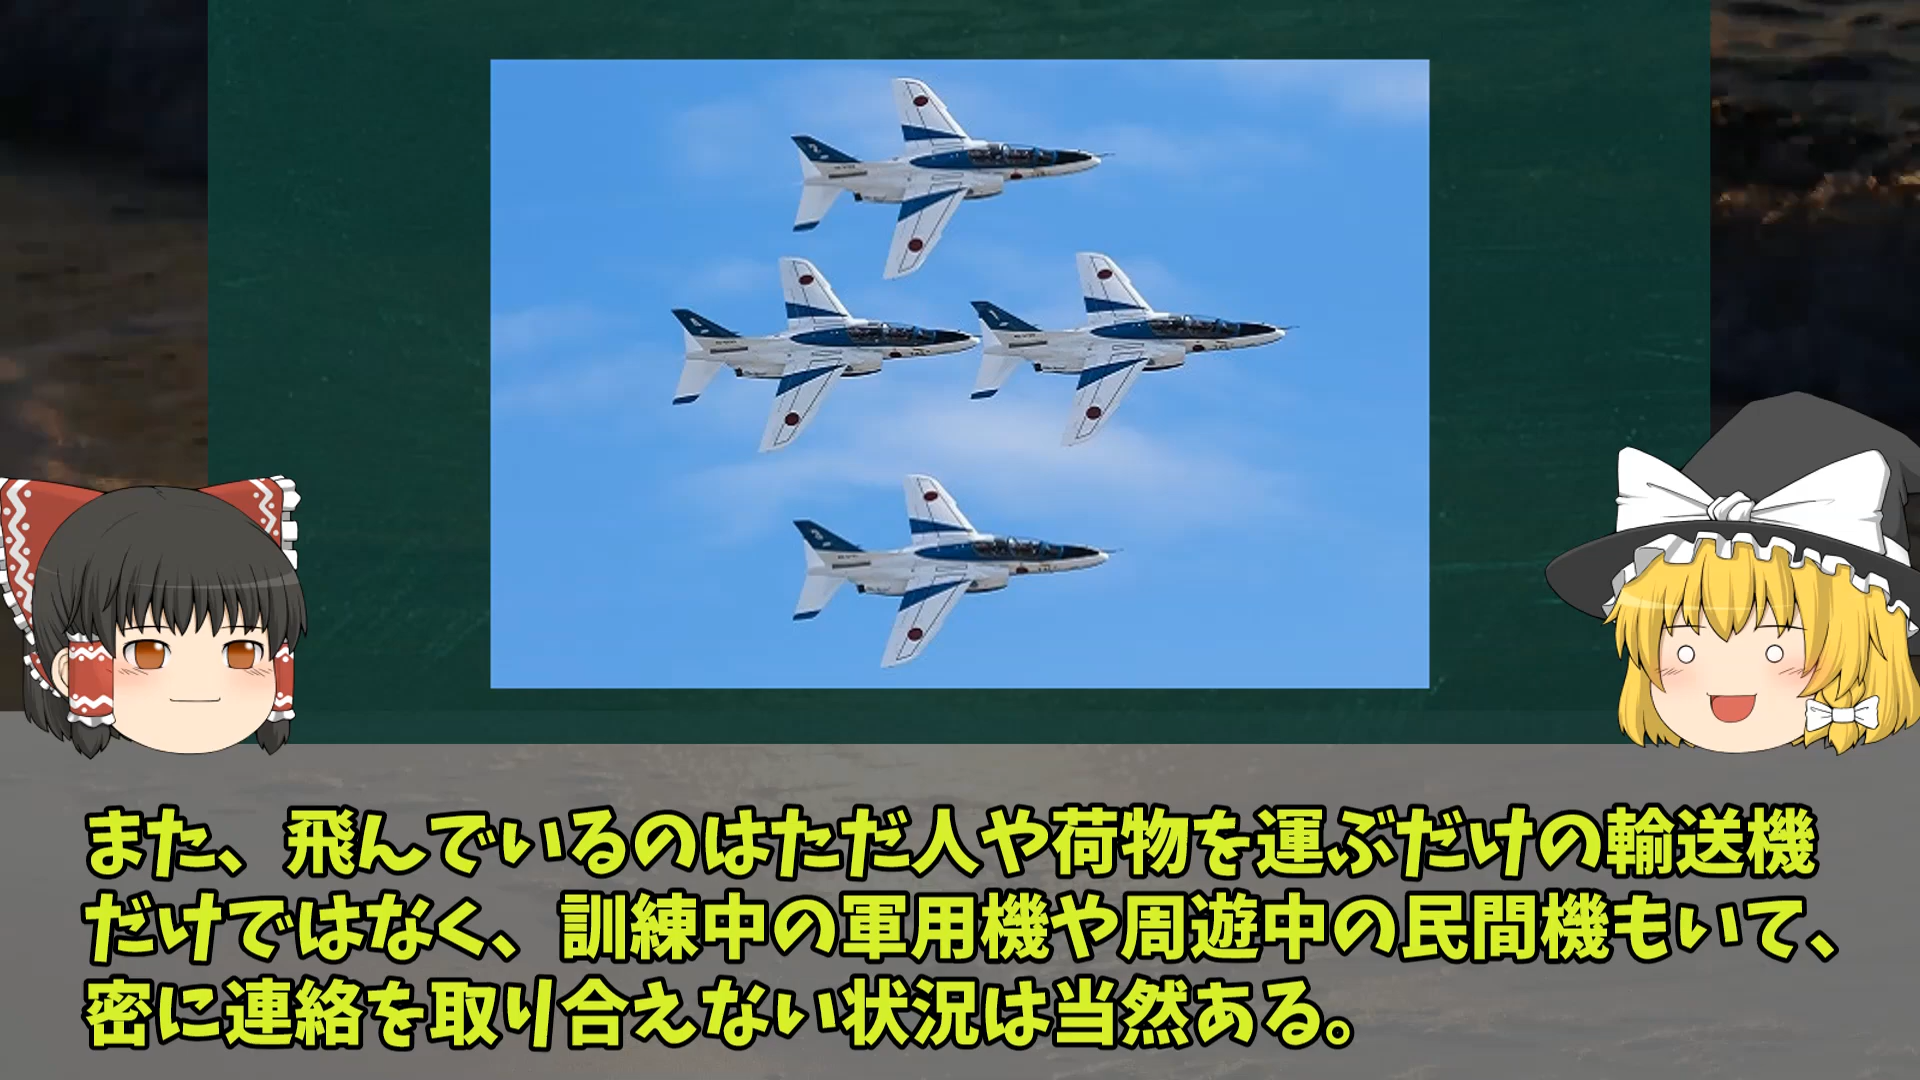 また、飛んでいるのはただ人や荷物を運ぶだけの輸送機
だけではなく、訓練中の軍用機や周遊中の民間機もいて、
密に連絡を取り合えない状況は当然ある。